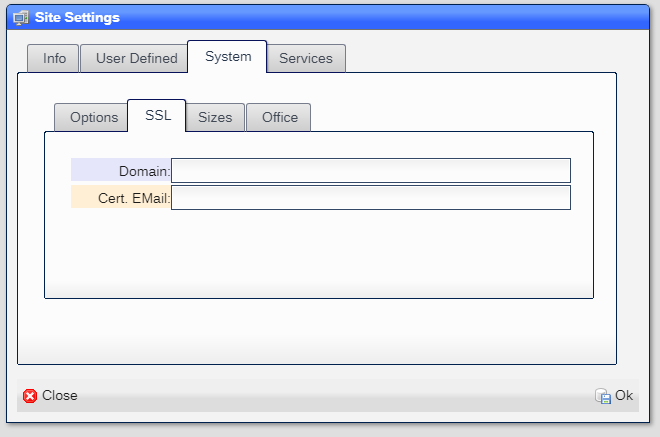 Site Settings
Info User Defined System Services
Options SSL Sizes Office
Domain:
Cert. EMail:
Close Ok